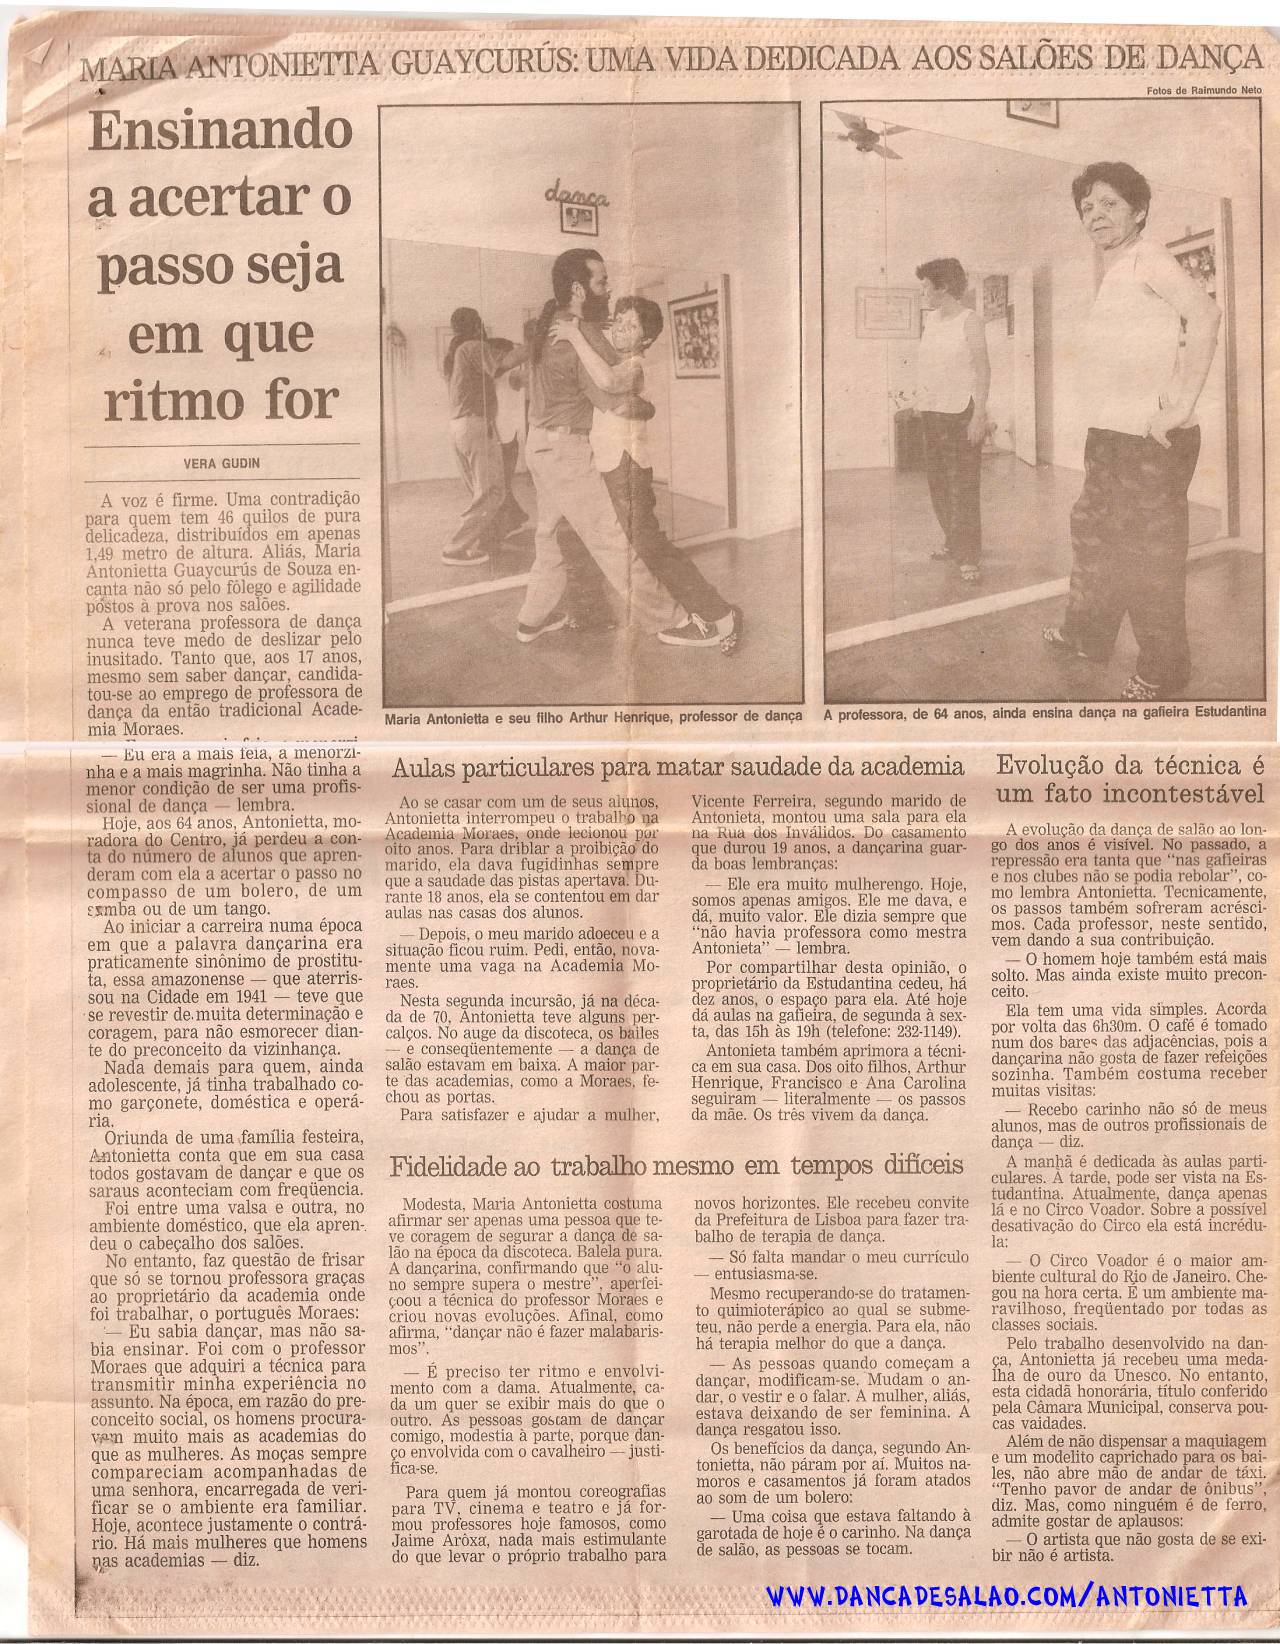 MARIA ANTONIETTA GUAYCURÚS: UMA VIDA DEDICADA AOS SALÕES DE DANÇA
Fotos de Raimundo Neto
Ensinando
a acertar o
passo seja
em que
ritmo for
VERA GUDIN
dança
Maria Antonietta e seu filho Arthur Henrique, professor de dança
A professora, de 64 anos, ainda ensina dança na gafieira Estudantina
A voz é firme. Uma contradição
para quem tem 46 quilos de pura
delicadeza, distribuídos em apenas
1,49 metro de altura. Aliás, Maria
Antonietta Guaycurús de Souza en-
canta não só pelo fôlego e agilidade
postos à prova nos salões.
A veterana professora de dança
nunca teve medo de deslizar pelo
inusitado. Tanto que, aos 17 anos,
mesmo sem saber dançar, candida-
tou-se ao emprego de professora de
dança da então tradicional Acade-
mia Moraes.
— Eu era a mais feia, a menorzi-
nha e a mais magrinha. Não tinha a
menor condição de ser uma profis-
sional de dança — lembra.
Hoje, aos 64 anos, Antonietta, mo-
radora do Centro, já perdeu a con-
ta do número de alunos que apren-
deram com ela a acertar o passo no
compasso de um bolero, de um
samba ou de um tango.
Ao iniciar a carreira numa época
em que a palavra dançarina era
praticamente sinônimo de prostitu-
ta, essa amazonense — que aterris-
sou na Cidade em 1941 — teve que
se revestir de muita determinação e
coragem, para não esmorecer dian-
te do preconceito da vizinhança.
Nada demais para quem, ainda
adolescente, já tinha trabalhado co-
mo garçonete, doméstica e operá-
ria.
Oriunda de uma família festeira,
Antonietta conta que em sua casa
todos gostavam de dançar e que os
saraus aconteciam com freqüencia.
Foi entre uma valsa e outra, no
ambiente doméstico, que ela apren-
deu o cabeçalho dos salões.
No entanto, faz questão de frisar
que só se tornou professora graças
ao proprietário da academia onde
foi trabalhar, o português Moraes:
— Eu sabia dançar, mas não sa-
bia ensinar. Foi com o professor
Moraes que adquiri a técnica para
transmitir minha experiência no
assunto. Na época, em razão do pre-
conceito social, os homens procura-
vam muito mais as academias do
que as mulheres. As moças sempre
compareciam acompanhadas de
uma senhora, encarregada de veri-
ficar se o ambiente era familiar.
Hoje, acontece justamente o contrá-
rio. Há mais mulheres que homens
nas academias — diz.
Aulas particulares para matar saudade da academia
Ao se casar com um de seus alunos,
Antonietta interrompeu o trabalho na
Academia Moraes, onde lecionou por
oito anos. Para driblar a proibição do
marido, ela dava fugidinhas sempre
que a saudade das pistas apertava. Du-
rante 18 anos, ela se contentou em dar
aulas nas casas dos alunos.
— Depois, o meu marido adoeceu e a
situação ficou ruim. Pedi, então, nova-
mente uma vaga na Academia Mo-
raes.
Nesta segunda incursão, já na déca-
da de 70, Antonietta teve alguns per-
calços. No auge da discoteca, os bailes
— e conseqüentemente — a dança de
salão estavam em baixa. A maior par-
te das academias, como a Moraes, fe-
chou as portas.
Para satisfazer e ajudar a mulher,
Vicente Ferreira, segundo marido de
Antonieta, montou uma sala para ela
na Rua dos Inválidos. Do casamento
que durou 19 anos, a dançarina guar-
da boas lembranças:
— Ele era muito mulherengo. Hoje,
somos apenas amigos. Ele me dava, e
dá, muito valor. Ele dizia sempre que
"não havia professora como mestra
Antonieta" — lembra.
Por compartilhar desta opinião, o
proprietário da Estudantina cedeu, há
dez anos, o espaço para ela. Até hoje
dá aulas na gafieira, de segunda à sex-
ta, das 15h às 19h (telefone: 232-1149).
Antonieta também aprimora a técni-
ca em sua casa. Dos oito filhos, Arthur
Henrique, Francisco e Ana Carolina
seguiram — literalmente — os passos
da mãe. Os três vivem da dança.
Fidelidade ao trabalho mesmo em tempos difíceis
Modesta, Maria Antonietta costuma
afirmar ser apenas uma pessoa que te-
ve coragem de segurar a dança de sa-
lão na época da discoteca. Balela pura.
A dançarina, confirmando que "o alu-
no sempre supera o mestre", aperfei-
çoou a técnica do professor Moraes e
criou novas evoluções. Afinal, como
afirma, "dançar não é fazer malabaris-
mos".
— É preciso ter ritmo e envolvi-
mento com a dama. Atualmente, ca-
da um quer se exibir mais do que o
outro. As pessoas gostam de dançar
comigo, modestia à parte, porque dan-
ço envolvida com o cavalheiro — justi-
fica-se.
Para quem já montou coreografias
para TV, cinema e teatro e já for-
mou professores hoje famosos, como
Jaime Arôxa, nada mais estimulante
do que levar o próprio trabalho para
novos horizontes. Ele recebeu convite
da Prefeitura de Lisboa para fazer tra-
balho de terapia de dança.
— Só falta mandar o meu currículo
— entusiasma-se.
Mesmo recuperando-se do tratamen-
to quimioterápico ao qual se subme-
teu, não perde a energia. Para ela, não
há terapia melhor do que a dança.
— As pessoas quando começam a
dançar, modificam-se. Mudam o an-
dar, o vestir e o falar. A mulher, aliás,
estava deixando de ser feminina. A
dança resgatou isso.
Os benefícios da dança, segundo An-
tonietta, não páram por aí. Muitos na-
moros e casamentos já foram atados
ao som de um bolero:
— Uma coisa que estava faltando à
garotada de hoje é o carinho. Na dança
de salão, as pessoas se tocam.
Evolução da técnica é
um fato incontestável
A evolução da dança de salão ao lon-
go dos anos é visível. No passado, a
repressão era tanta que "nas gafieiras
e nos clubes não se podia rebolar", co-
mo lembra Antonietta. Tecnicamente,
os passos também sofreram acrésci-
mos. Cada professor, neste sentido,
vem dando a sua contribuição.
— O homem hoje também está mais
solto. Mas ainda existe muito precon-
ceito.
Ela tem uma vida simples. Acorda
por volta das 6h30m. O café é tomado
num dos bares das adjacências, pois a
dançarina não gosta de fazer refeições
sozinha. Também costuma receber
muitas visitas:
— Recebo carinho não só de meus
alunos, mas de outros profissionais de
dança — diz.
A manhã é dedicada às aulas parti-
culares. À tarde, pode ser vista na Es-
tudantina. Atualmente, dança apenas
lá e no Circo Voador. Sobre a possível
desativação do Circo ela está incrédu-
la:
— O Circo Voador é o maior am-
biente cultural do Rio de Janeiro. Che-
gou na hora certa. É um ambiente ma-
ravilhoso, freqüentado por todas as
classes sociais.
Pelo trabalho desenvolvido na dan-
ça, Antonietta já recebeu uma meda-
lha de ouro da Unesco. No entanto,
esta cidadã honorária, título conferido
pela Câmara Municipal, conserva pou-
cas vaidades.
Além de não dispensar a maquiagem
e um modelito caprichado para os bai-
les, não abre mão de andar de táxi.
"Tenho pavor de andar de ônibus",
diz. Mas, como ninguém é de ferro,
admite gostar de aplausos:
— O artista que não gosta de se exi-
bir não é artista.
WWW.DANCADESALAO.COM/ANTONIETTA